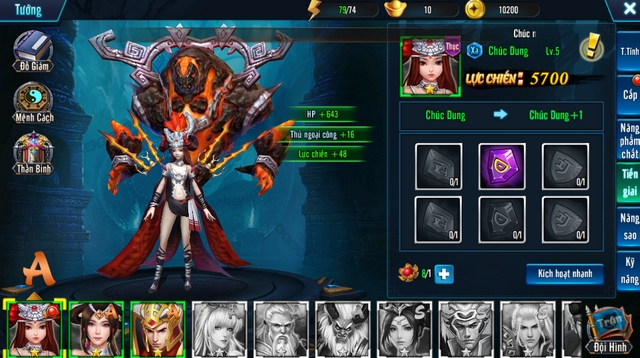 Tướng
79/74
10
10200
Đồ Giám
Mệnh Cách
Thần Binh
HP +643
Thủ ngoại công +16
Lực chiến +48
A
Thục
Chúc Dung Lv.5
LỰC CHIẾN: 5700
Chúc Dung
Chúc Dung +1
0/1
0/1
0/1
0/1
0/1
8/1
Kích hoạt nhanh
T.Tính
Cấp
Nâng phẩm chất
Tiến giai
Nâng sao
Kỹ năng
A
A
S
Trận
Đội Hình